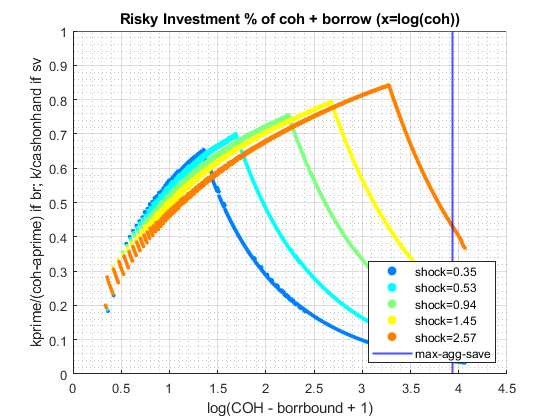 Risky Investment % of coh + borrow (x=log(coh))
kprime/(coh-aprime) if br; k/cashonhand if sv
1
0.9
0.8
0.7
0.6
0.5
0.4
0.3
0.2
0.1
0
shock=0.35
shock=0.53
shock=0.94
shock=1.45
shock=2.57
max-agg-save
0 0.5 1 1.5 2 2.5 3 3.5 4 4.5
log(COH - borrbound + 1)